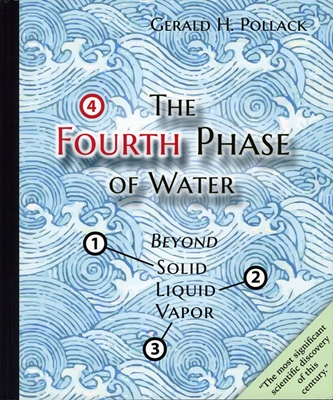 GERALD H. POLLACK
4
THE
FOURTH PHASE
OF WATER
BEYOND
1
SOLID
LIQUID
2
VAPOR
3
"The most significant
scientific discovery
of this
century."